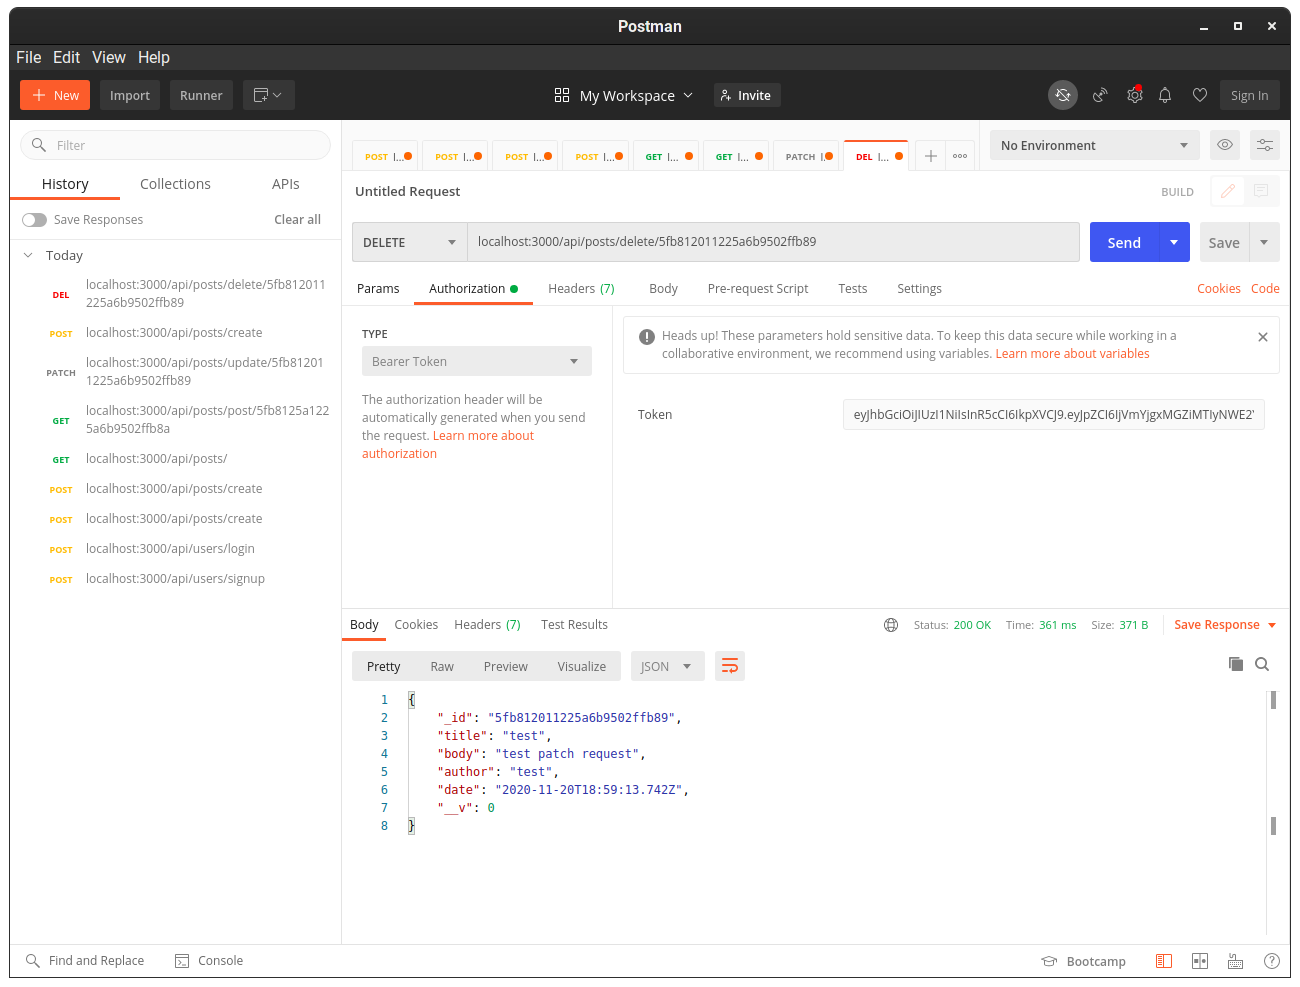 Postman
File Edit View Help
New Import Runner My Workspace Invite Sign In
Filter
History Collections APIs
Save Responses Clear all
Today
DEL localhost:3000/api/posts/delete/5fb812011
225a6b9502ffb89
POST localhost:3000/api/posts/create
PATCH localhost:3000/api/posts/update/5fb81201
1225a6b9502ffb89
GET localhost:3000/api/posts/post/5fb8125a122
5a6b9502ffb8a
GET localhost:3000/api/posts/
POST localhost:3000/api/posts/create
POST localhost:3000/api/posts/create
POST localhost:3000/api/users/login
POST localhost:3000/api/users/signup
POST l... POST l... POST l... POST l... GET l... GET l... PATCH l. DEL l... No Environment
Untitled Request BUILD
DELETE localhost:3000/api/posts/delete/5fb812011225a6b9502ffb89 Send Save
Params Authorization Headers (7) Body Pre-request Script Tests Settings Cookies Code
TYPE
Bearer Token
The authorization header will be
automatically generated when you send
the request. Learn more about
authorization
Heads up! These parameters hold sensitive data. To keep this data secure while working in a
collaborative environment, we recommend using variables. Learn more about variables
Token
Body Cookies Headers (7) Test Results Status: 200 OK Time: 361 ms Size: 371 B Save Response
Pretty Raw Preview Visualize JSON
1 {
2 "_id": "5fb812011225a6b9502ffb89",
3 "title": "test",
4 "body": "test patch request",
5 "author": "test",
6 "date": "2020-11-20T18:59:13.742Z",
7 "__v": 0
8 }
Find and Replace Console Bootcamp